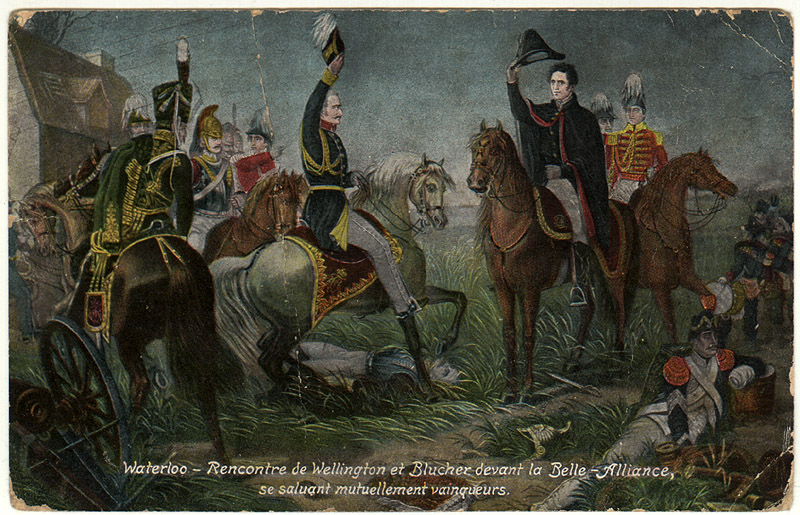 Waterloo – Rencontre de Wellington et Blucher devant la Belle – Alliance,
se saluant mutuellement vainqueurs.